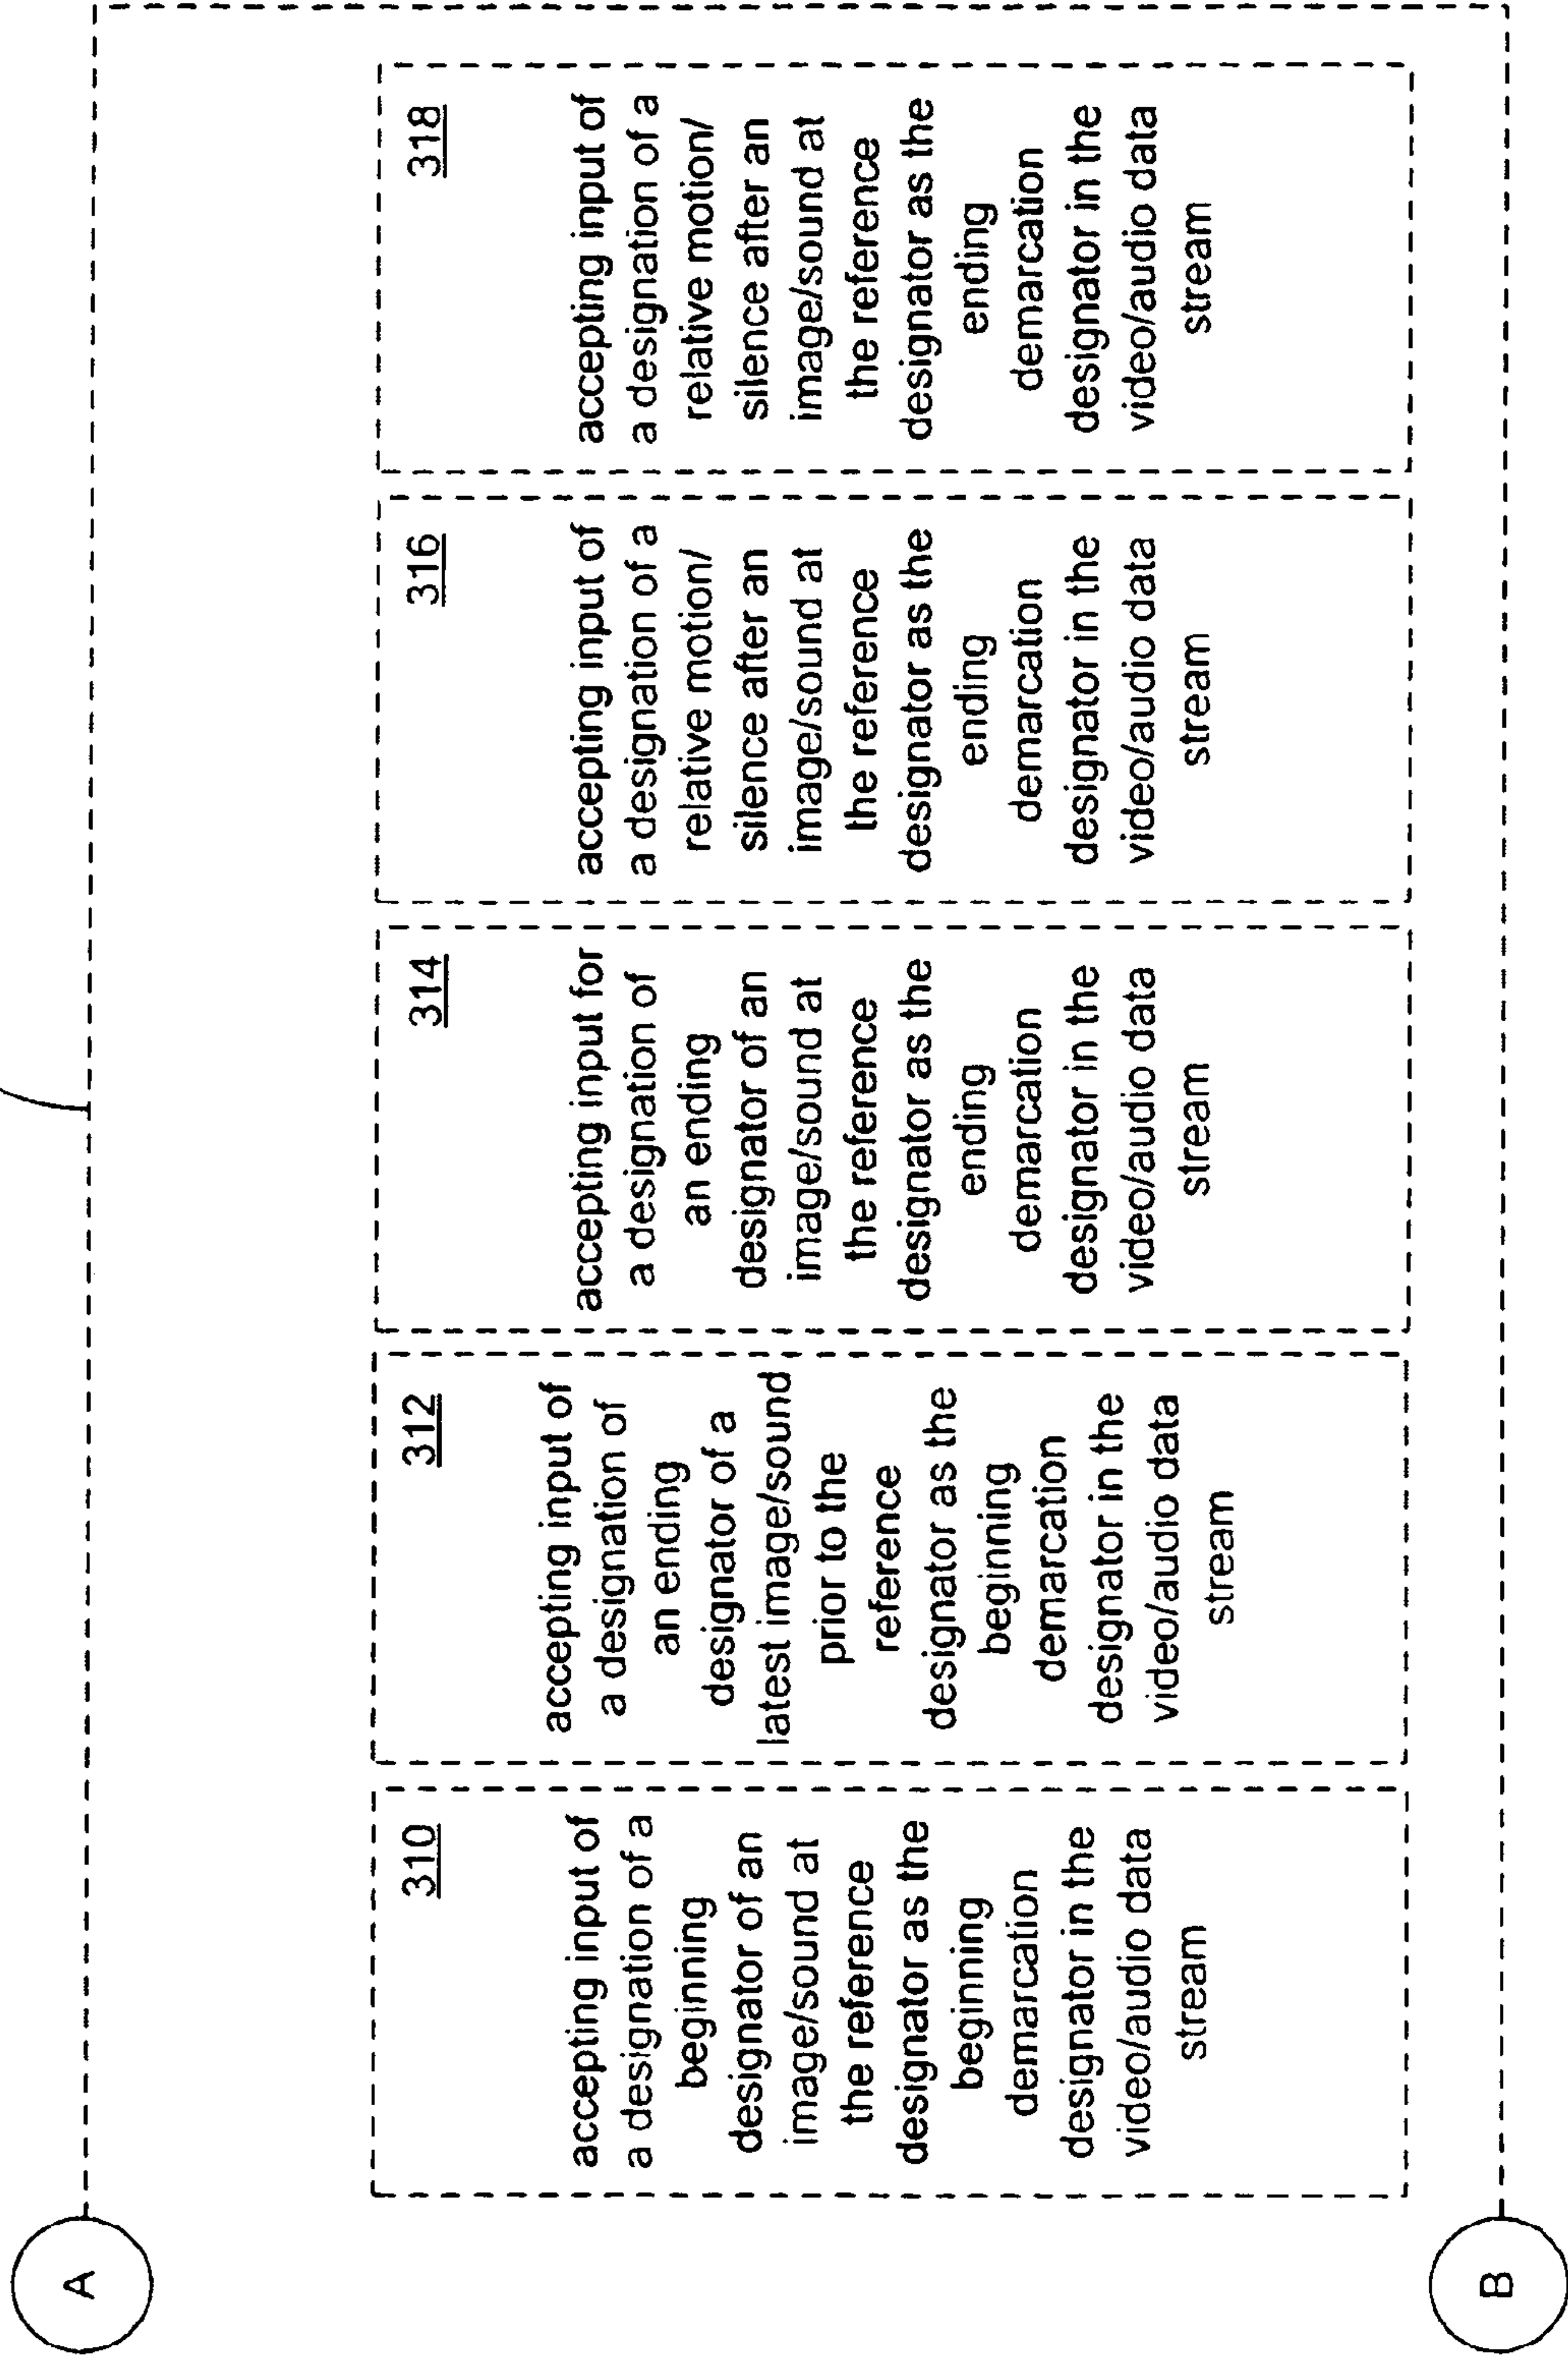 A
310
accepting input of
a designation of a
beginning
designator of an
image/sound at
the reference
designator as the
beginning
demarcation
designator in the
video/audio data
stream
312
accepting input of
a designation of
an ending
designator of a
latest image/sound
prior to the
reference
designator as the
beginning
demarcation
designator in the
video/audio data
stream
314
accepting input for
a designation of
an ending
designator of an
image/sound at
the reference
designator as the
ending
demarcation
designator in the
video/audio data
stream
316
accepting input of
a designation of a
relative motion/
silence after an
image/sound at
the reference
designator as the
ending
demarcation
designator in the
video/audio data
stream
318
accepting input of
a designation of a
relative motion/
silence after an
image/sound at
the reference
designator as the
ending
demarcation
designator in the
video/audio data
stream
B